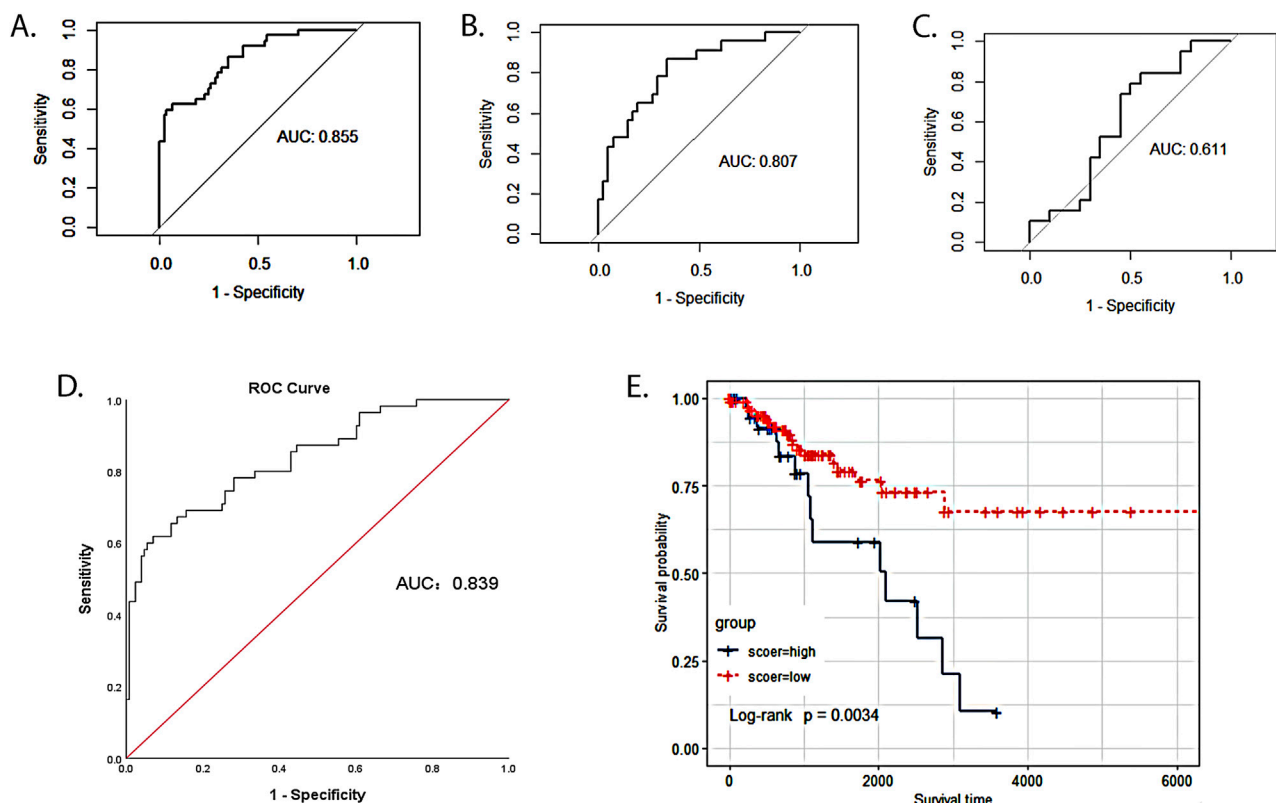 A.
Sensitivity
0.0 0.2 0.4 0.6 0.8 1.0
AUC: 0.855
0.0 0.5 1.0
1 - Specificity
B.
Sensitivity
0.0 0.2 0.4 0.6 0.8 1.0
AUC: 0.807
0.0 0.5 1.0
1 - Specificity
C.
Sensitivity
0.0 0.2 0.4 0.6 0.8 1.0
AUC: 0.611
0.0 0.5 1.0
1 - Specificity
D.
ROC Curve
Sensitivity
1.0
0.8
0.6
0.4
0.2
0.0
AUC：0.839
0.0 0.2 0.4 0.6 0.8 1.0
1 - Specificity
E.
Survival probability
1.00
0.75
0.50
0.25
0.00
group
scoer=high
scoer=low
Log-rank p = 0.0034
0 2000 4000 6000
Survival time